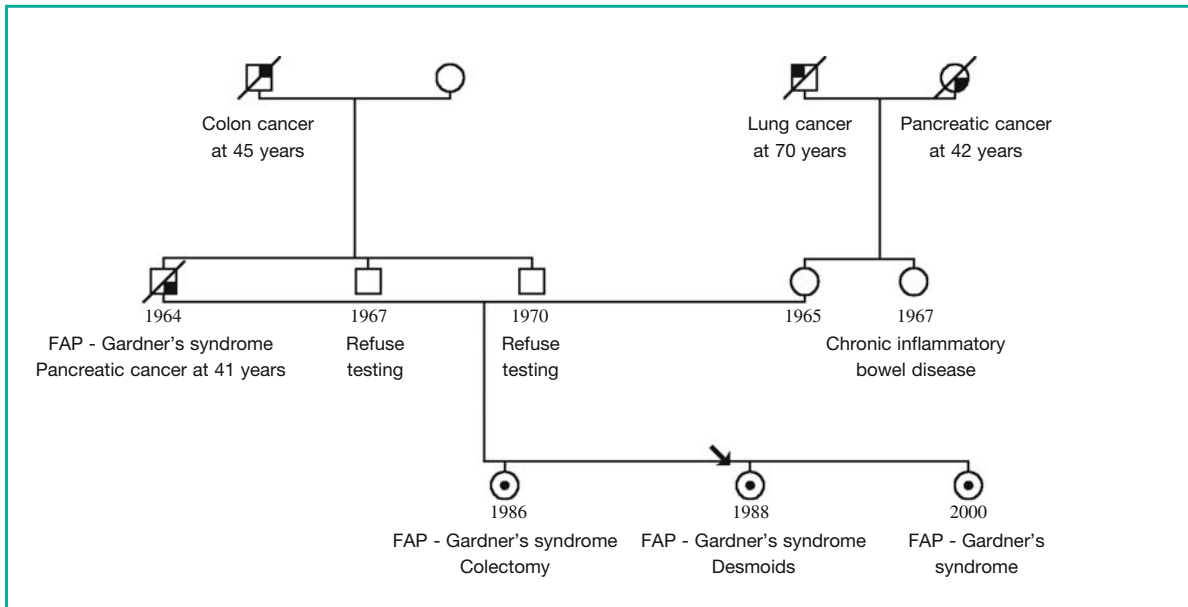 Colon cancer
at 45 years
Lung cancer
at 70 years
Pancreatic cancer
at 42 years
1964
FAP - Gardner's syndrome
Pancreatic cancer at 41 years
1967
Refuse
testing
1970
Refuse
testing
1965
1967
Chronic inflammatory
bowel disease
1986
FAP - Gardner's syndrome
Colectomy
1988
FAP - Gardner's syndrome
Desmoids
2000
FAP - Gardner's
syndrome